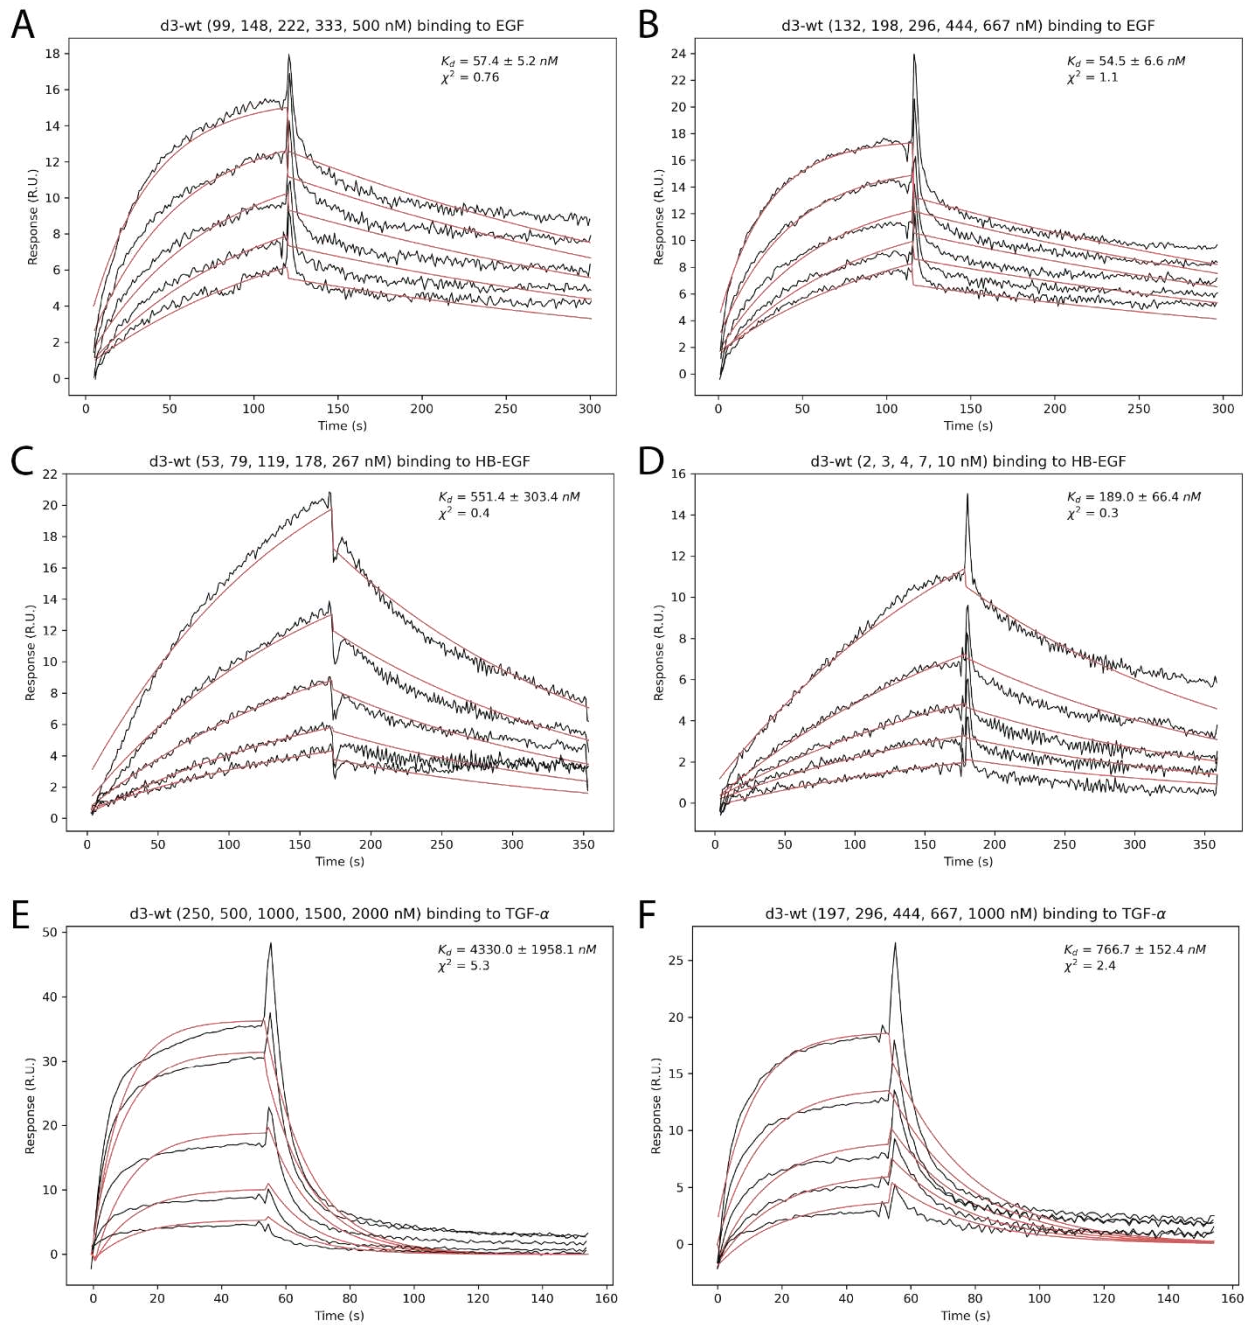 A
d3-wt (99, 148, 222, 333, 500 nM) binding to EGF
Kd = 57.4 ± 5.2 nM
χ2 = 0.76
Response (R.U.)
18
16
14
12
10
8
6
4
2
0
0 50 100 150 200 250 300
Time (s)
B
d3-wt (132, 198, 296, 444, 667 nM) binding to EGF
Kd = 54.5 ± 6.6 nM
χ2 = 1.1
Response (R.U.)
24
22
20
18
16
14
12
10
8
6
4
2
0
0 50 100 150 200 250 300
Time (s)
C
d3-wt (53, 79, 119, 178, 267 nM) binding to HB-EGF
Kd = 551.4 ± 303.4 nM
χ2 = 0.4
Response (R.U.)
22
20
18
16
14
12
10
8
6
4
2
0
0 50 100 150 200 250 300 350
Time (s)
D
d3-wt (2, 3, 4, 7, 10 nM) binding to HB-EGF
Kd = 189.0 ± 66.4 nM
χ2 = 0.3
Response (R.U.)
16
14
12
10
8
6
4
2
0
0 50 100 150 200 250 300 350
Time (s)
E
d3-wt (250, 500, 1000, 1500, 2000 nM) binding to TGF-α
Kd = 4330.0 ± 1958.1 nM
χ2 = 5.3
Response (R.U.)
50
40
30
20
10
0
0 20 40 60 80 100 120 140 160
Time (s)
F
d3-wt (197, 296, 444, 667, 1000 nM) binding to TGF-α
Kd = 766.7 ± 152.4 nM
χ2 = 2.4
Response (R.U.)
25
20
15
10
5
0
0 20 40 60 80 100 120 140 160
Time (s)